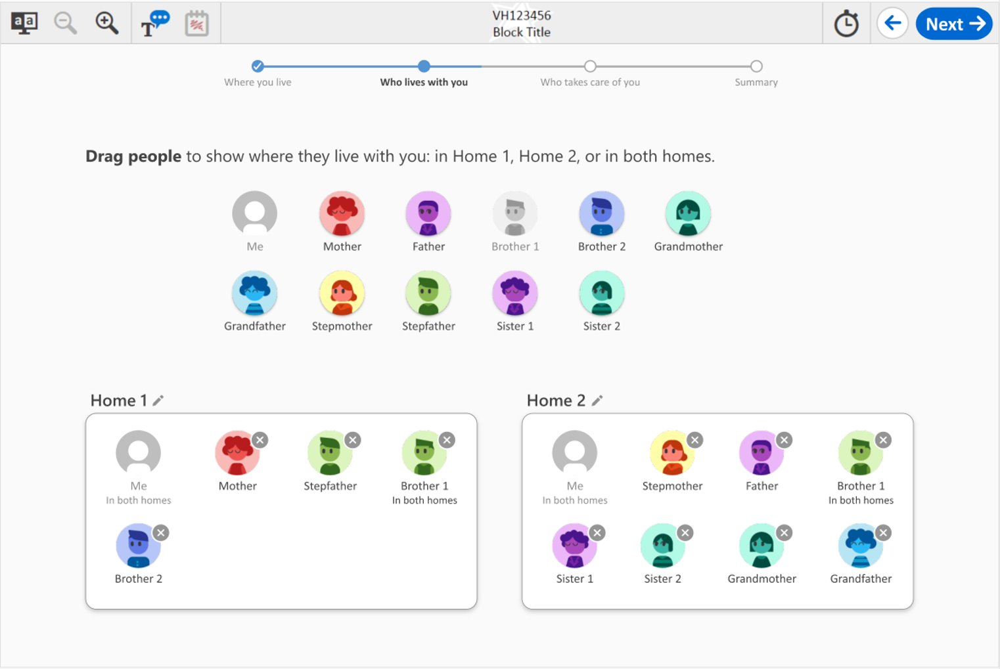 aa
VH123456
Block Title
T
Next
Where you live
Who lives with you
Who takes care of you
Summary
Drag people to show where they live with you: in Home 1, Home 2, or in both homes.
Me
Mother
Father
Brother 1
Brother 2
Grandmother
Grandfather
Stepmother
Stepfather
Sister 1
Sister 2
Home 1
Me
In both homes
Mother
Stepfather
Brother 1
In both homes
Brother 2
Home 2
Me
In both homes
Stepmother
Father
Brother 1
In both homes
Sister 1
Sister 2
Grandmother
Grandfather